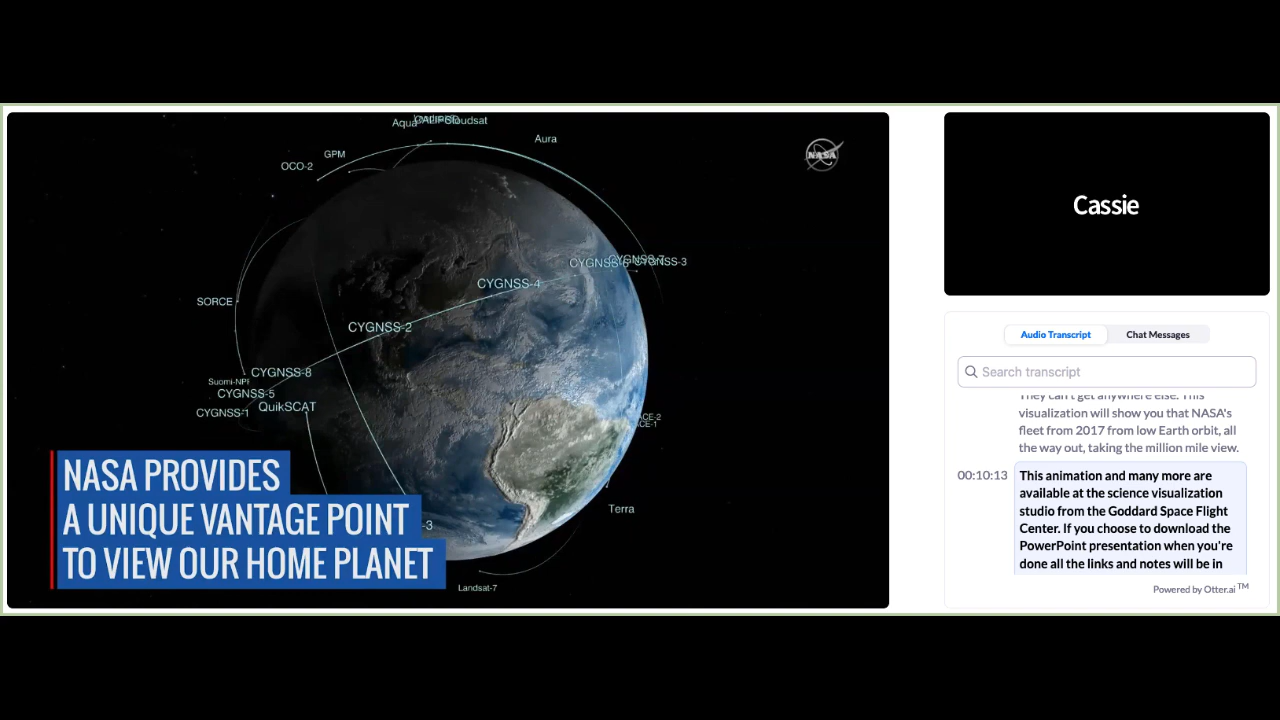 Aqua
Cloudsat
Aura
GPM
OCO-2
NASA
CYGNSS-3
CYGNSS-4
SORCE
CYGNSS-2
CYGNSS-8
Suomi-NPP
CYGNSS-5
QuikSCAT
CYGNSS-1
Terra
-3
Landsat-7
NASA PROVIDES
A UNIQUE VANTAGE POINT
TO VIEW OUR HOME PLANET
Cassie
Audio Transcript Chat Messages
Search transcript
They can't get anywhere else. This
visualization will show you that NASA's
fleet from 2017 from low Earth orbit, all
the way out, taking the million mile view.
00:10:13 This animation and many more are
available at the science visualization
studio from the Goddard Space Flight
Center. If you choose to download the
PowerPoint presentation when you're
done all the links and notes will be in
Powered by Otter.ai TM